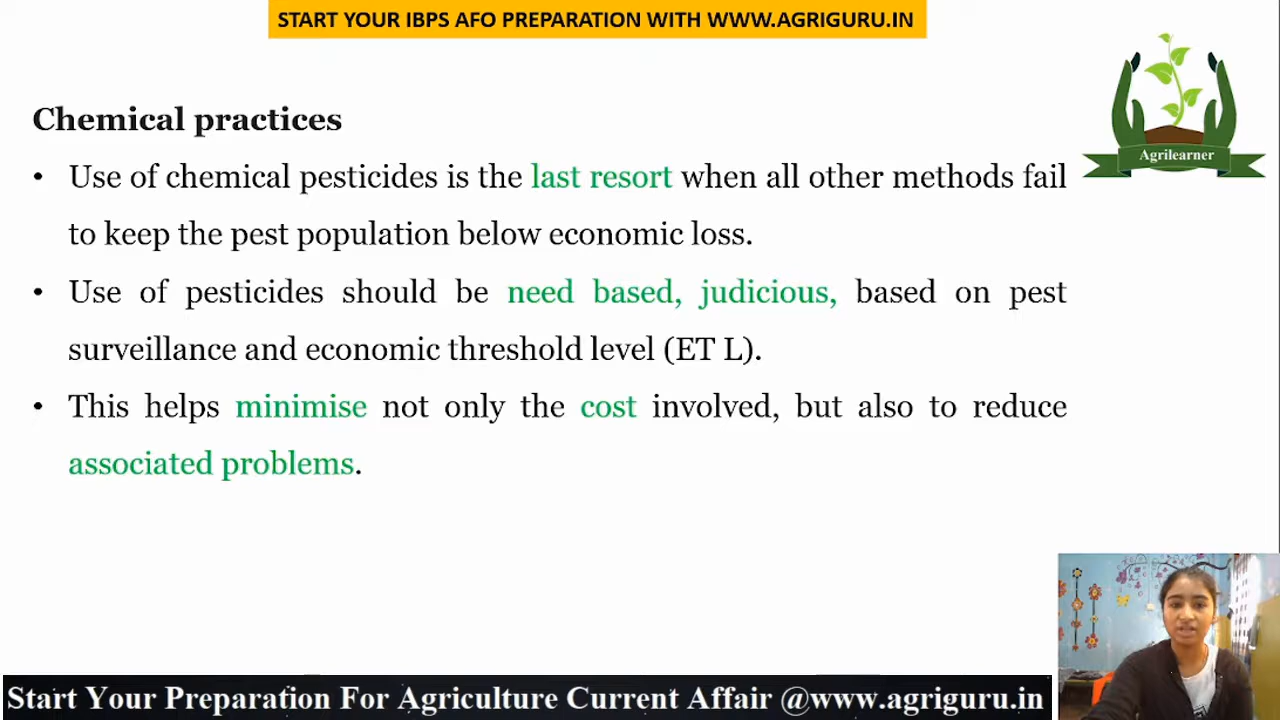 START YOUR IBPS AFO PREPARATION WITH WWW.AGRIGURU.IN
Agrilearner
Chemical practices
• Use of chemical pesticides is the last resort when all other methods fail
to keep the pest population below economic loss.
• Use of pesticides should be need based, judicious, based on pest
surveillance and economic threshold level (ET L).
• This helps minimise not only the cost involved, but also to reduce
associated problems.
Start Your Preparation For Agriculture Current Affair @www.agriguru.in